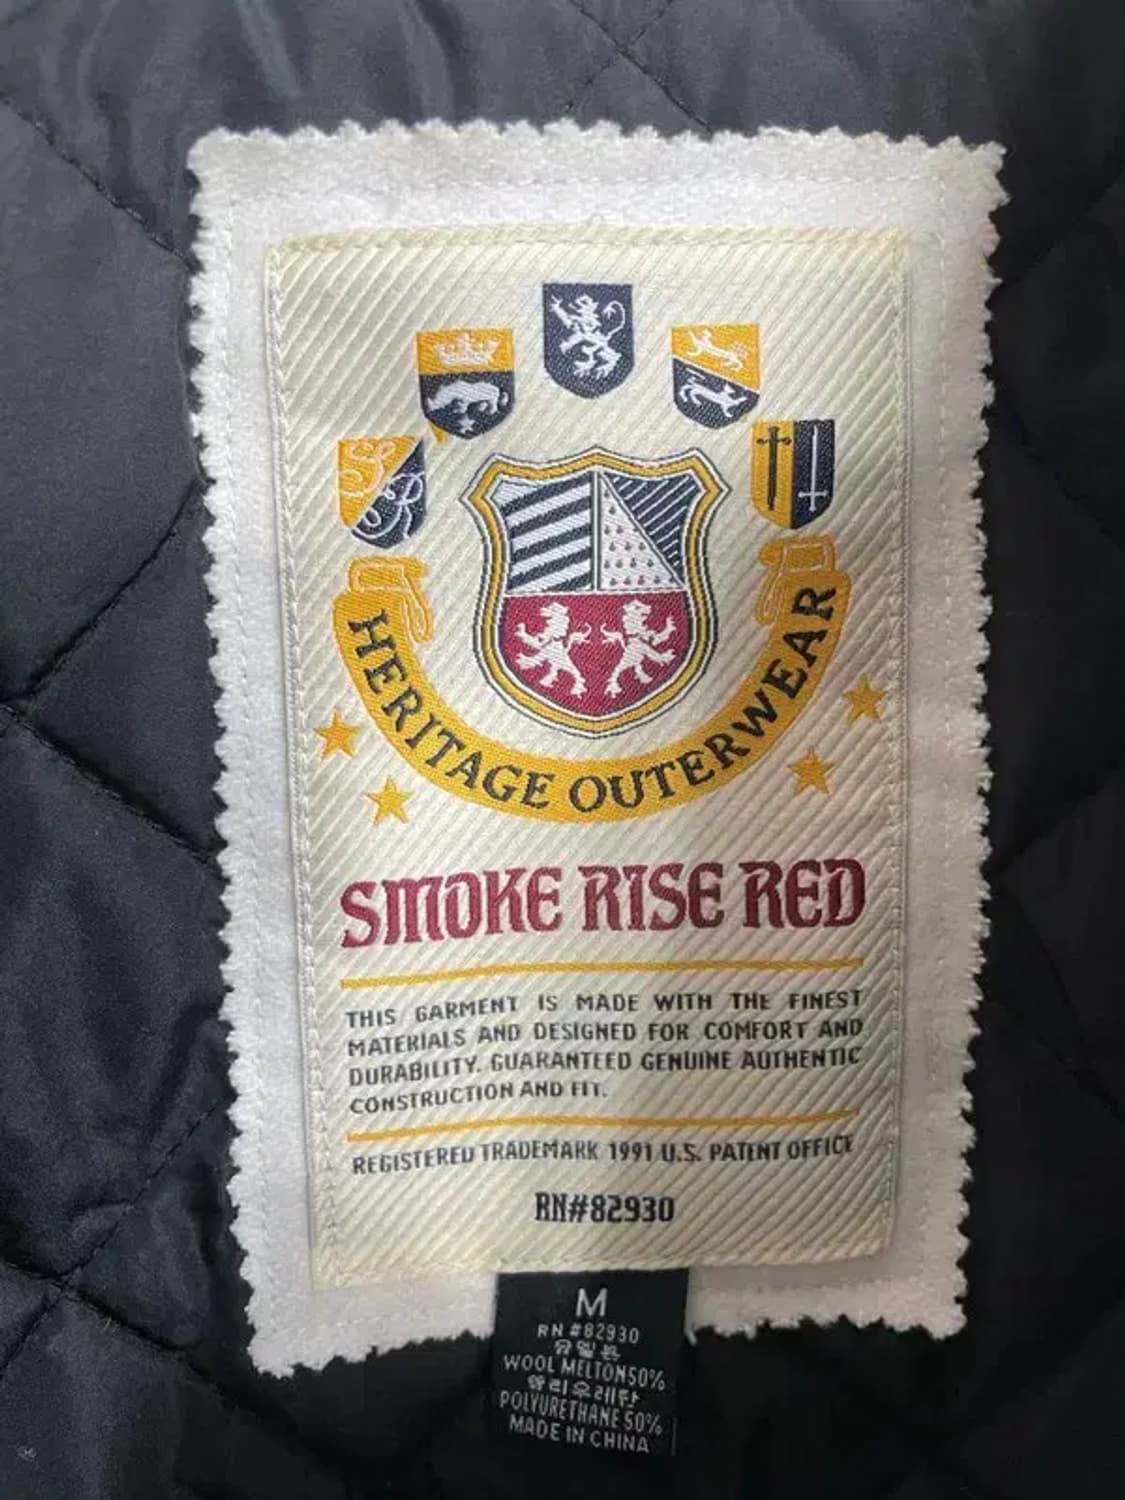 S
R
HERITAGE OUTERWEAR
SMOKE RISE RED
THIS GARMENT IS MADE WITH THE FINEST
MATERIALS AND DESIGNED FOR COMFORT AND
DURABILITY. GUARANTEED GENUINE AUTHENTIC
CONSTRUCTION AND FIT.
REGISTERED TRADEMARK 1991 U.S. PATENT OFFICE
RN#82930
M
RN #82930
WOOL MELTON 50%
POLYURETHANE 50%
MADE IN CHINA